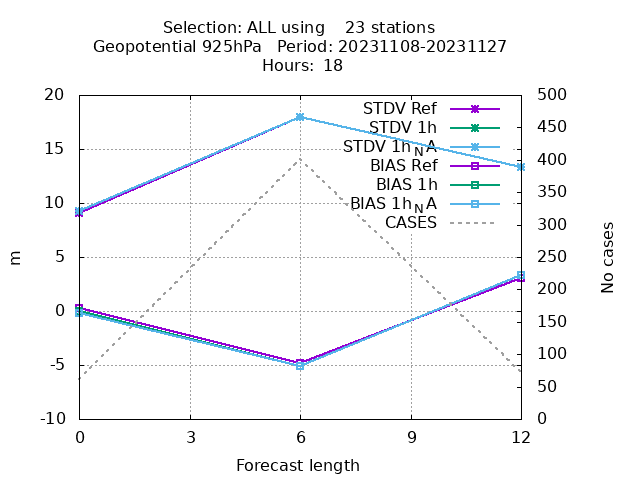 Selection: ALL using    23 stations
Geopotential 925hPa   Period: 20231108-20231127
Hours: 18
STDV Ref
STDV 1h
STDV 1h_NA
BIAS Ref
BIAS 1h
BIAS 1h_NA
CASES
20
15
10
5
0
-5
-10
m
500
450
400
350
300
250
200
150
100
50
0
No cases
0 3 6 9 12
Forecast length